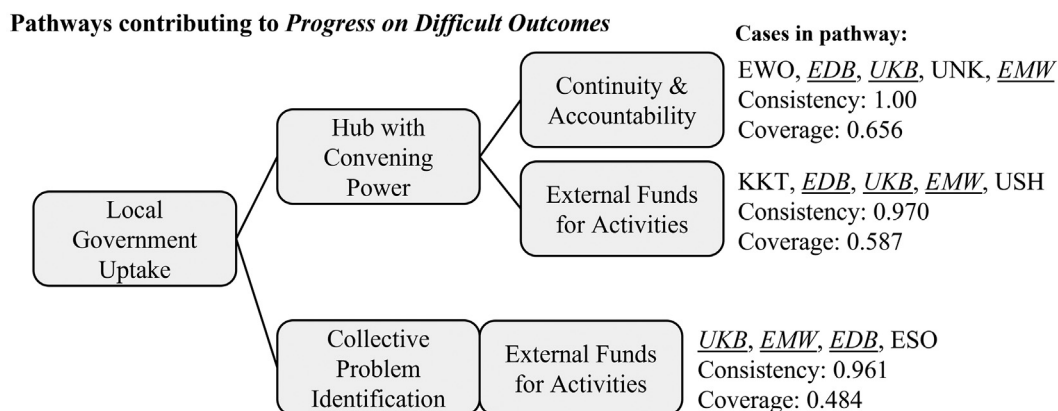 Pathways contributing to Progress on Difficult Outcomes
Cases in pathway:
Local
Government
Uptake
Hub with
Convening
Power
Continuity &
Accountability
EWO, EDB, UKB, UNK, EMW
Consistency: 1.00
Coverage: 0.656
External Funds
for Activities
KKT, EDB, UKB, EMW, USH
Consistency: 0.970
Coverage: 0.587
Collective
Problem
Identification
External Funds
for Activities
UKB, EMW, EDB, ESO
Consistency: 0.961
Coverage: 0.484